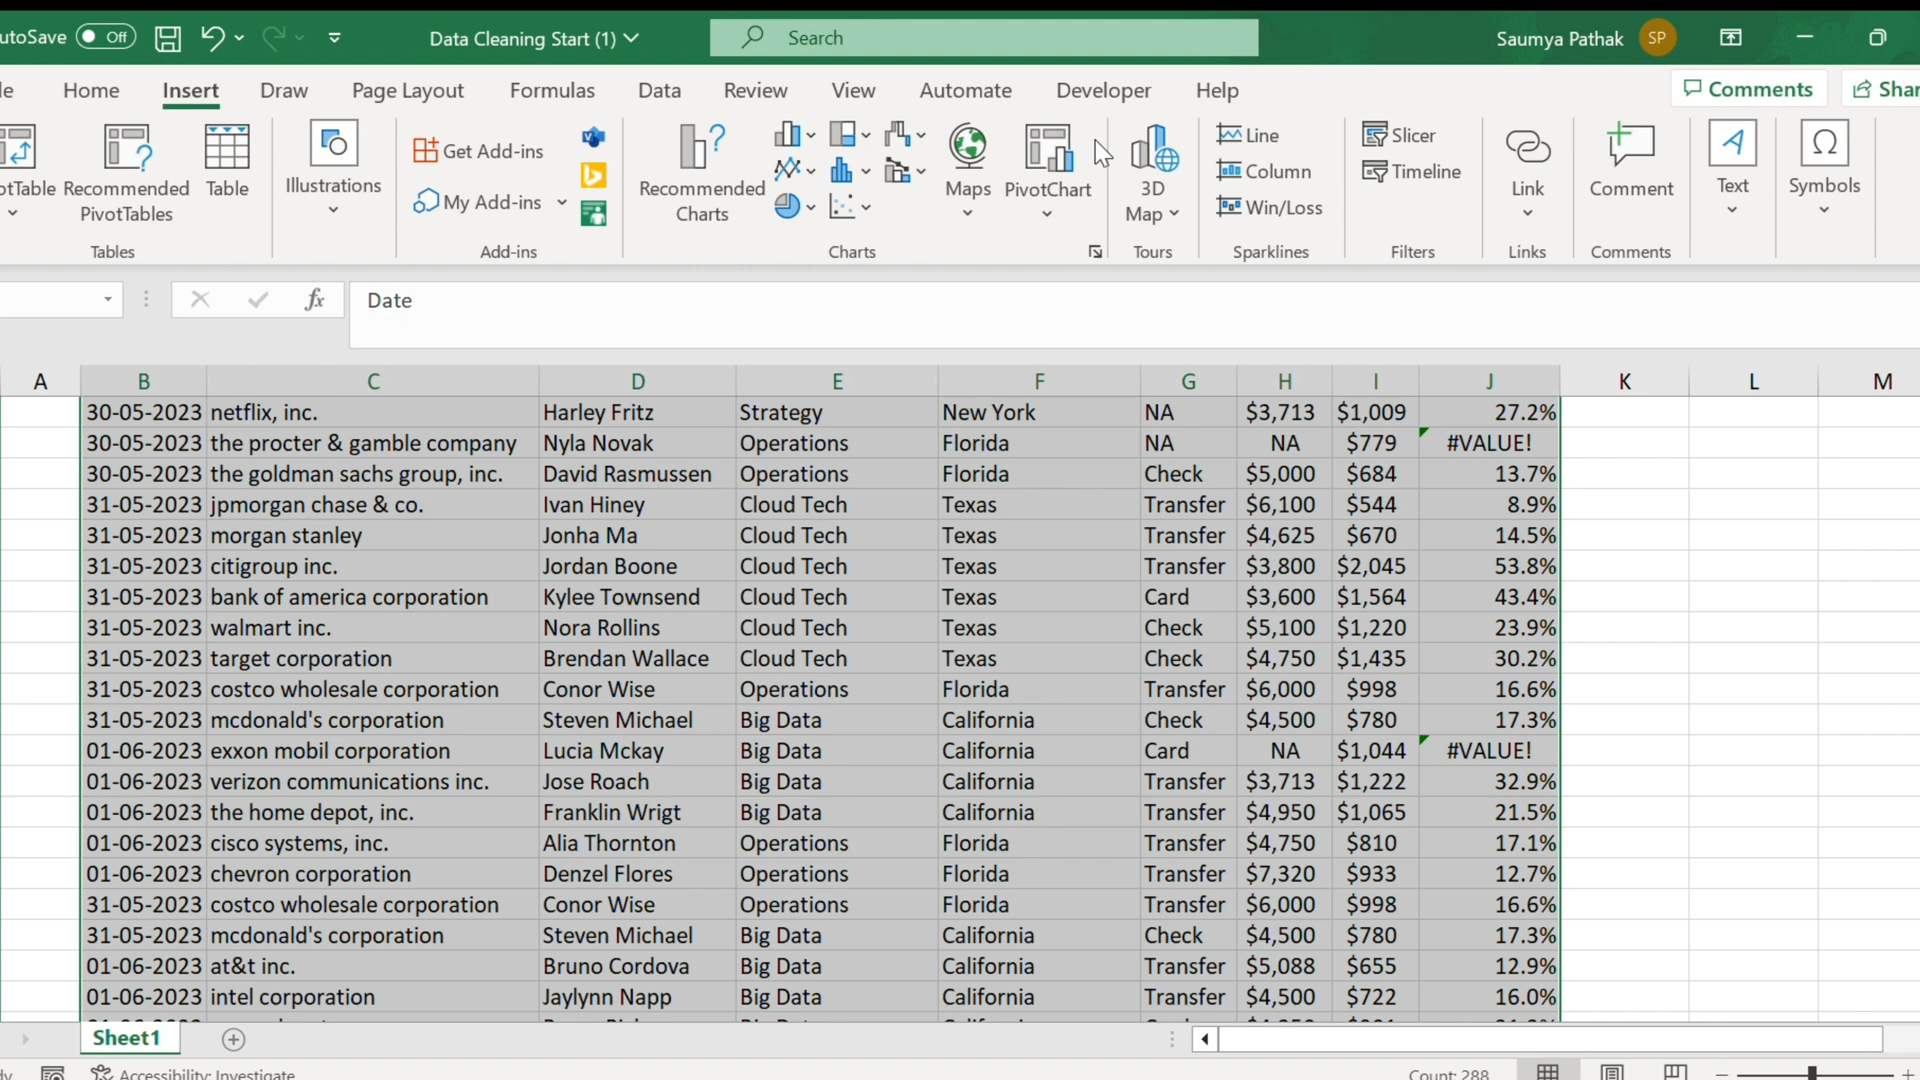 utoSave Off Data Cleaning Start (1) Search Saumya Pathak SP
le Home Insert Draw Page Layout Formulas Data Review View Automate Developer Help Comments Shar
otTable Recommended PivotTables Table Illustrations Get Add-ins My Add-ins Recommended Charts Maps PivotChart 3D Map Line Column Win/Loss Slicer Timeline Link Comment Text Symbols
Tables Add-ins Charts Tours Sparklines Filters Links Comments
fx Date
A B C D E F G H I J K L M
30-05-2023 netflix, inc. Harley Fritz Strategy New York NA $3,713 $1,009 27.2%
30-05-2023 the procter & gamble company Nyla Novak Operations Florida NA NA $779 #VALUE!
30-05-2023 the goldman sachs group, inc. David Rasmussen Operations Florida Check $5,000 $684 13.7%
31-05-2023 jpmorgan chase & co. Ivan Hiney Cloud Tech Texas Transfer $6,100 $544 8.9%
31-05-2023 morgan stanley Jonha Ma Cloud Tech Texas Transfer $4,625 $670 14.5%
31-05-2023 citigroup inc. Jordan Boone Cloud Tech Texas Transfer $3,800 $2,045 53.8%
31-05-2023 bank of america corporation Kylee Townsend Cloud Tech Texas Card $3,600 $1,564 43.4%
31-05-2023 walmart inc. Nora Rollins Cloud Tech Texas Check $5,100 $1,220 23.9%
31-05-2023 target corporation Brendan Wallace Cloud Tech Texas Check $4,750 $1,435 30.2%
31-05-2023 costco wholesale corporation Conor Wise Operations Florida Transfer $6,000 $998 16.6%
31-05-2023 mcdonald's corporation Steven Michael Big Data California Check $4,500 $780 17.3%
01-06-2023 exxon mobil corporation Lucia Mckay Big Data California Card NA $1,044 #VALUE!
01-06-2023 verizon communications inc. Jose Roach Big Data California Transfer $3,713 $1,222 32.9%
01-06-2023 the home depot, inc. Franklin Wrigt Big Data California Transfer $4,950 $1,065 21.5%
01-06-2023 cisco systems, inc. Alia Thornton Operations Florida Transfer $4,750 $810 17.1%
01-06-2023 chevron corporation Denzel Flores Operations Florida Transfer $7,320 $933 12.7%
31-05-2023 costco wholesale corporation Conor Wise Operations Florida Transfer $6,000 $998 16.6%
31-05-2023 mcdonald's corporation Steven Michael Big Data California Check $4,500 $780 17.3%
01-06-2023 at&t inc. Bruno Cordova Big Data California Transfer $5,088 $655 12.9%
01-06-2023 intel corporation Jaylynn Napp Big Data California Transfer $4,500 $722 16.0%
Sheet1
dy Accessibility: Investigate Count: 288